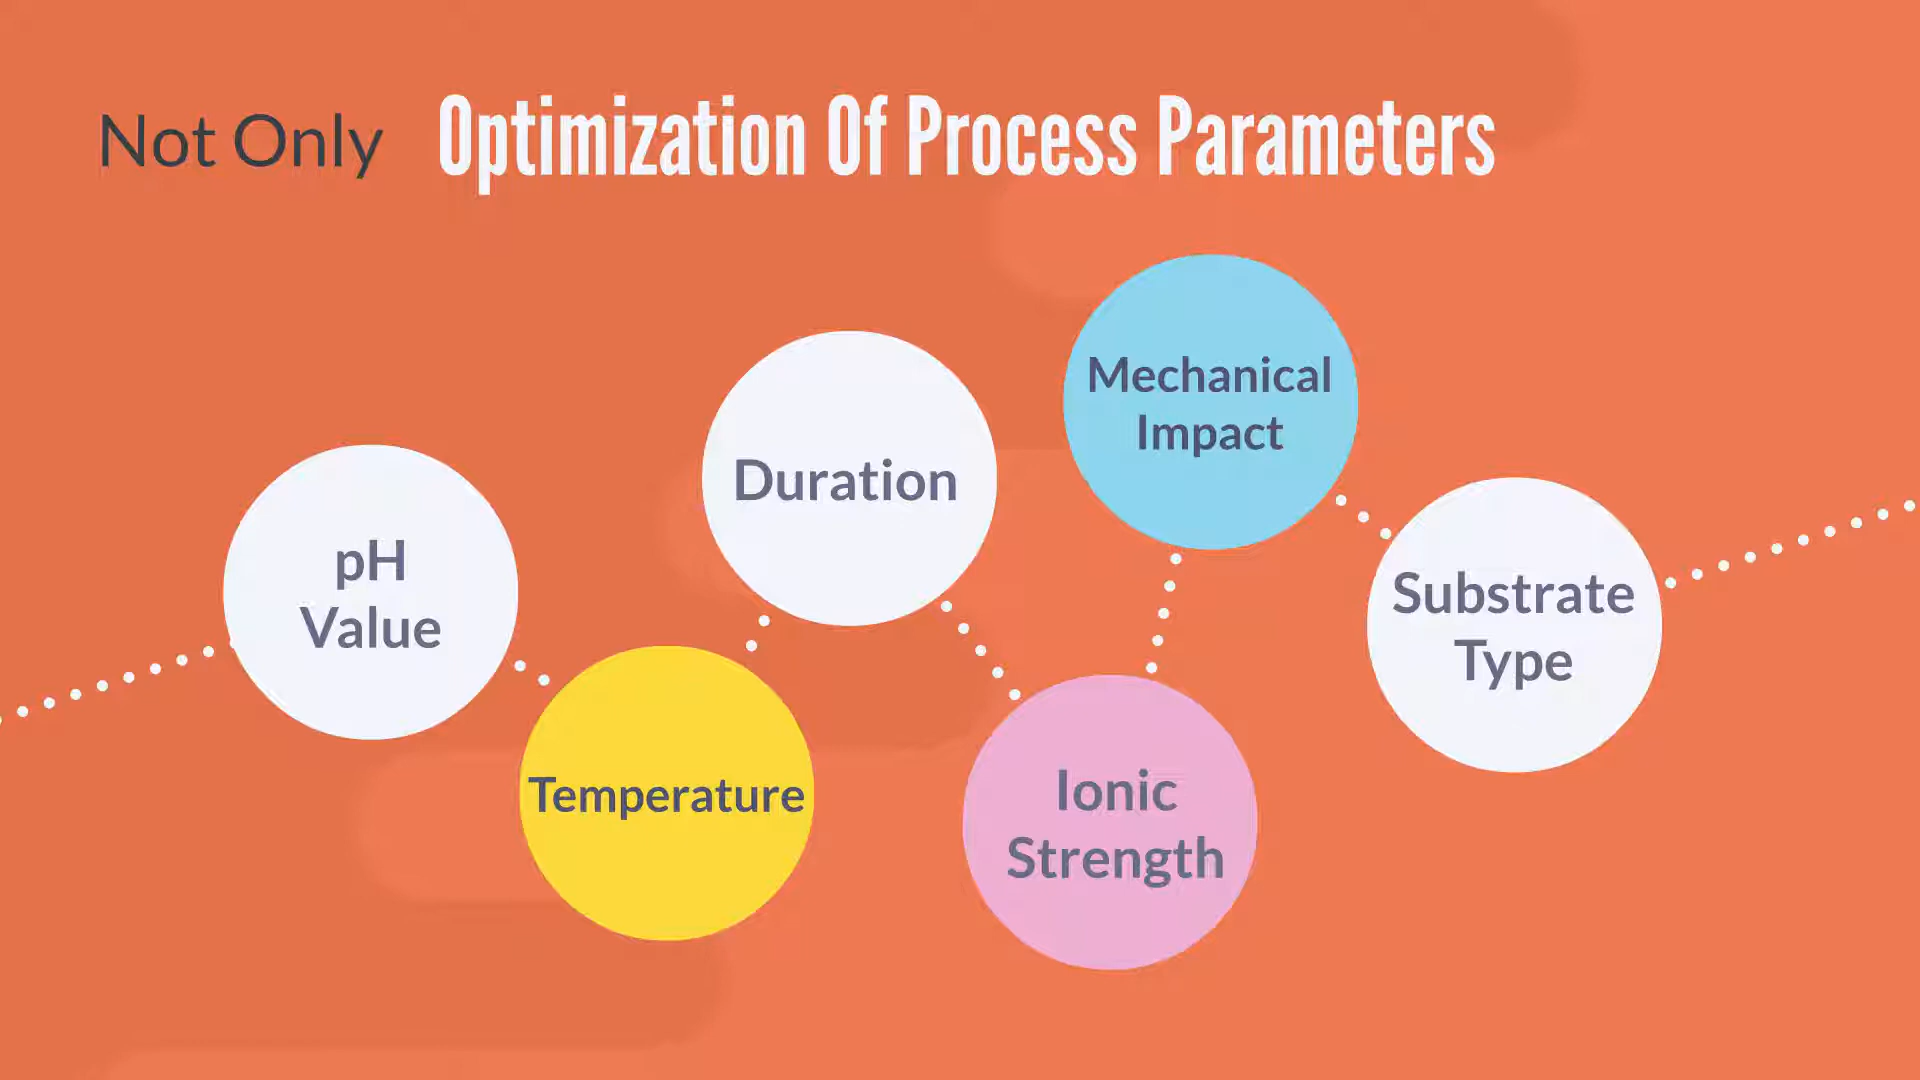 Not Only Optimization Of Process Parameters
pH
Value
Temperature
Duration
Ionic
Strength
Mechanical
Impact
Substrate
Type